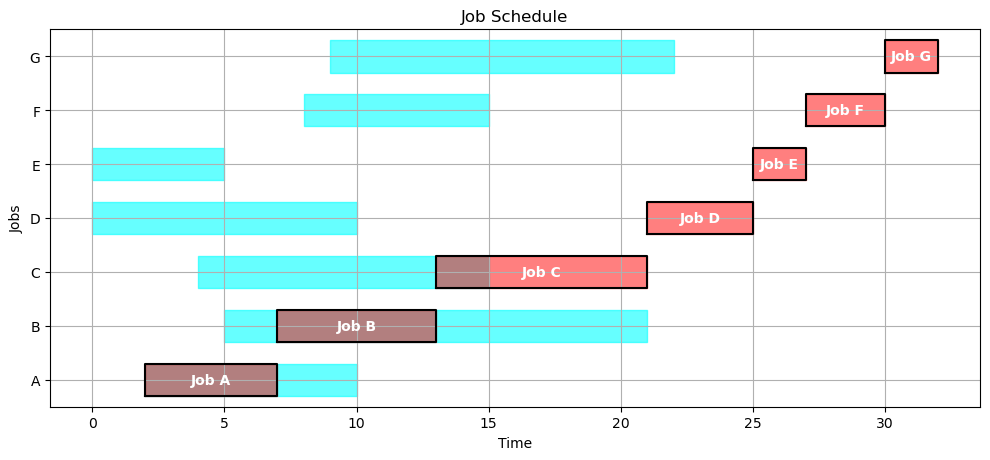 Job Schedule
G
Job G
F
Job F
E
Job E
D
Job D
C
Job C
B
Job B
A
Job A
Jobs
0 5 10 15 20 25 30
Time